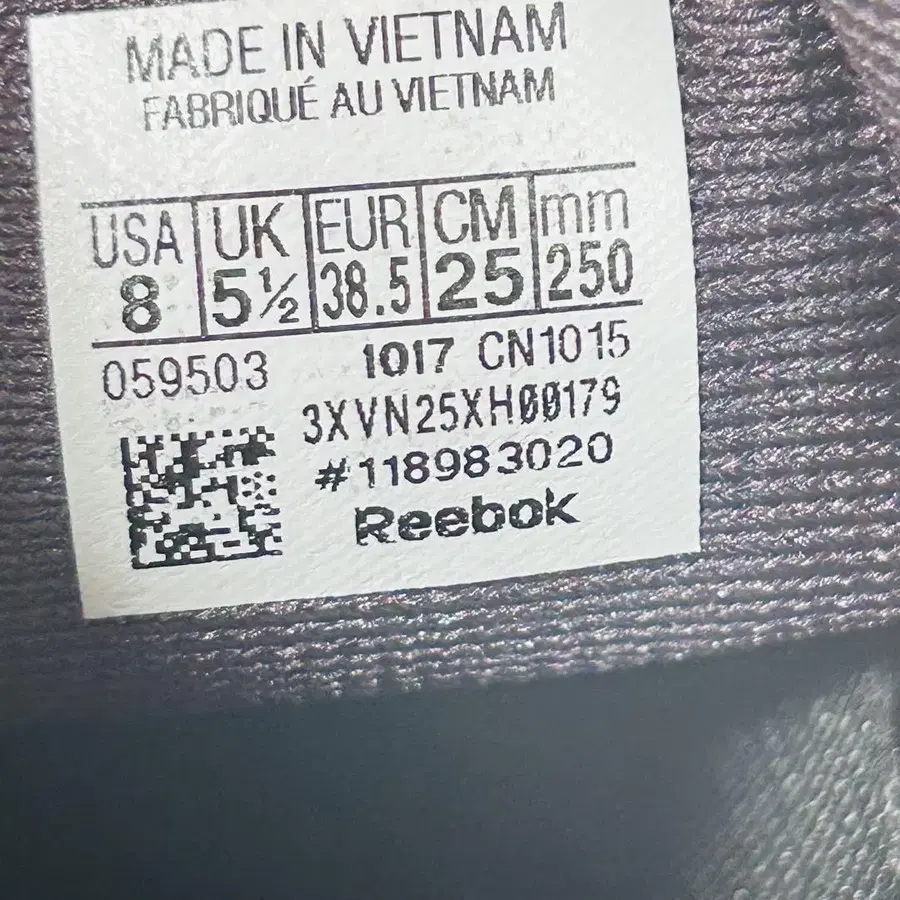 MADE IN VIETNAM
FABRIQUÉ AU VIETNAM
USA UK EUR CM mm
8 5½ 38.5 25 250
059503 1017 CN1015
3XVN25XH00179
#118983020
Reebok